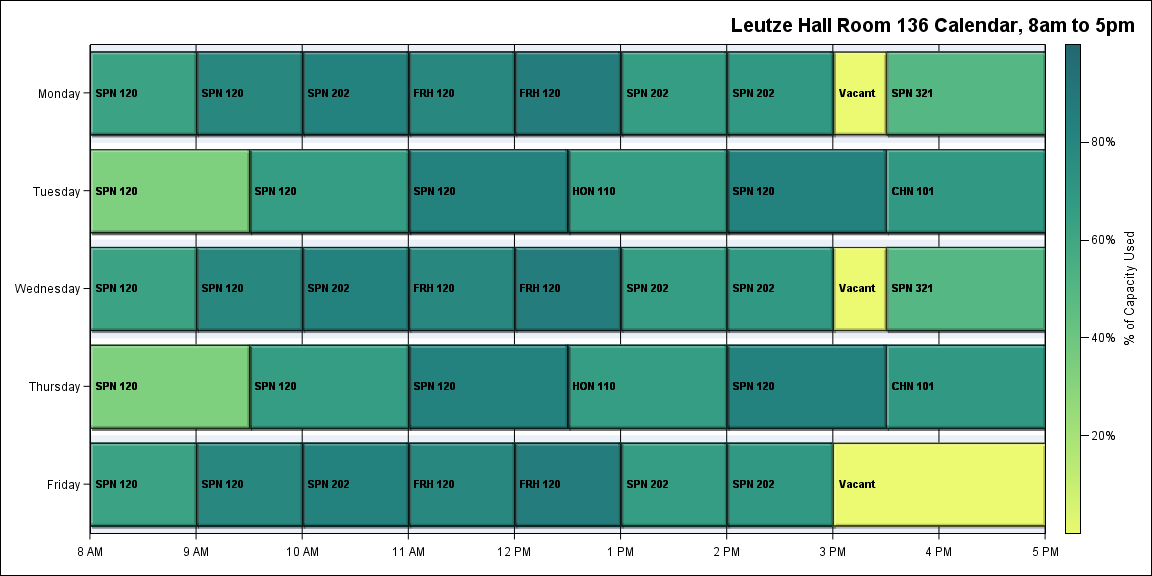 Leutze Hall Room 136 Calendar, 8am to 5pm
Monday SPN 120 SPN 120 SPN 202 FRH 120 FRH 120 SPN 202 SPN 202 Vacant SPN 321
80%
Tuesday SPN 120 SPN 120 SPN 120 HON 110 SPN 120 CHN 101
60%
% of Capacity Used
Wednesday SPN 120 SPN 120 SPN 202 FRH 120 FRH 120 SPN 202 SPN 202 Vacant SPN 321
40%
Thursday SPN 120 SPN 120 SPN 120 HON 110 SPN 120 CHN 101
20%
Friday SPN 120 SPN 120 SPN 202 FRH 120 FRH 120 SPN 202 SPN 202 Vacant
8 AM 9 AM 10 AM 11 AM 12 PM 1 PM 2 PM 3 PM 4 PM 5 PM